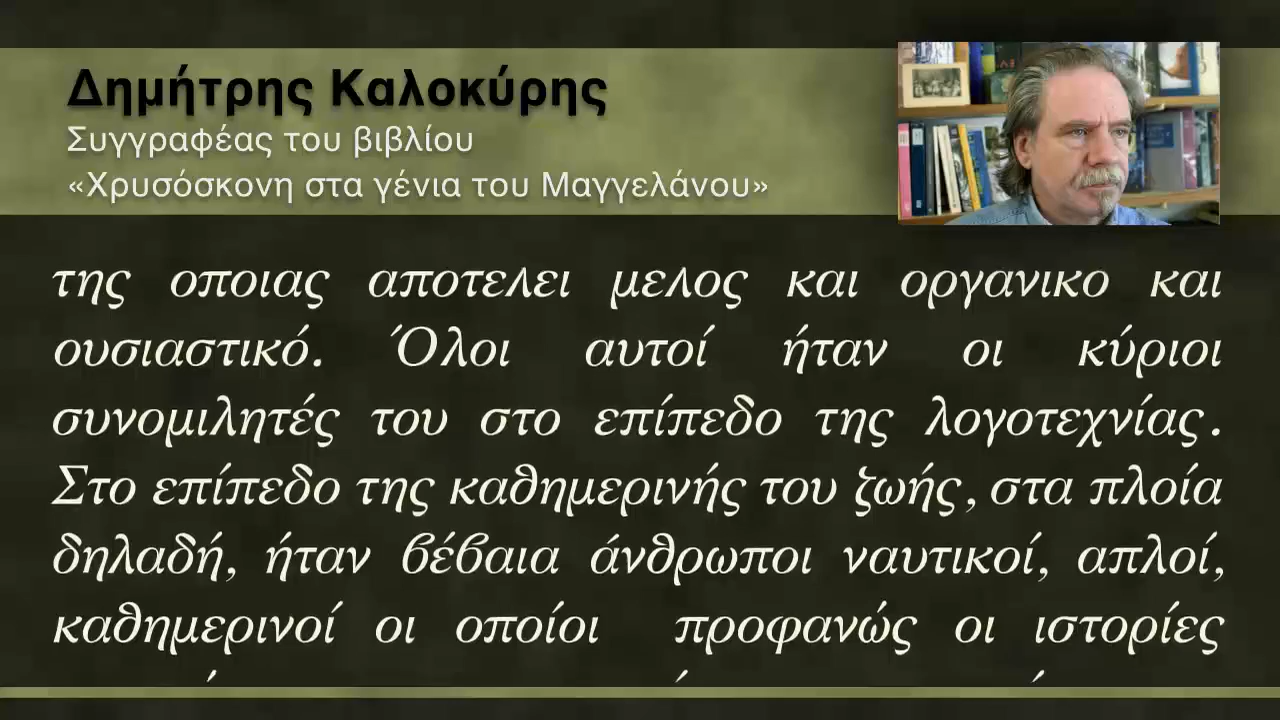 Δημήτρης Καλοκύρης
Συγγραφέας του βιβλίου
«Χρυσόσκονη στα γένια του Μαγγελάνου»
της οποιας αποτελει μελος και οργανικο και
ουσιαστικό. Όλοι αυτοί ήταν οι κύριοι
συνομιλητές του στο επίπεδο της λογοτεχνίας.
Στο επίπεδο της καθημερινής του ζωής, στα πλοία
δηλαδή, ήταν βέβαια άνθρωποι ναυτικοί, απλοί,
καθημερινοί οι οποίοι προφανώς οι ιστορίες